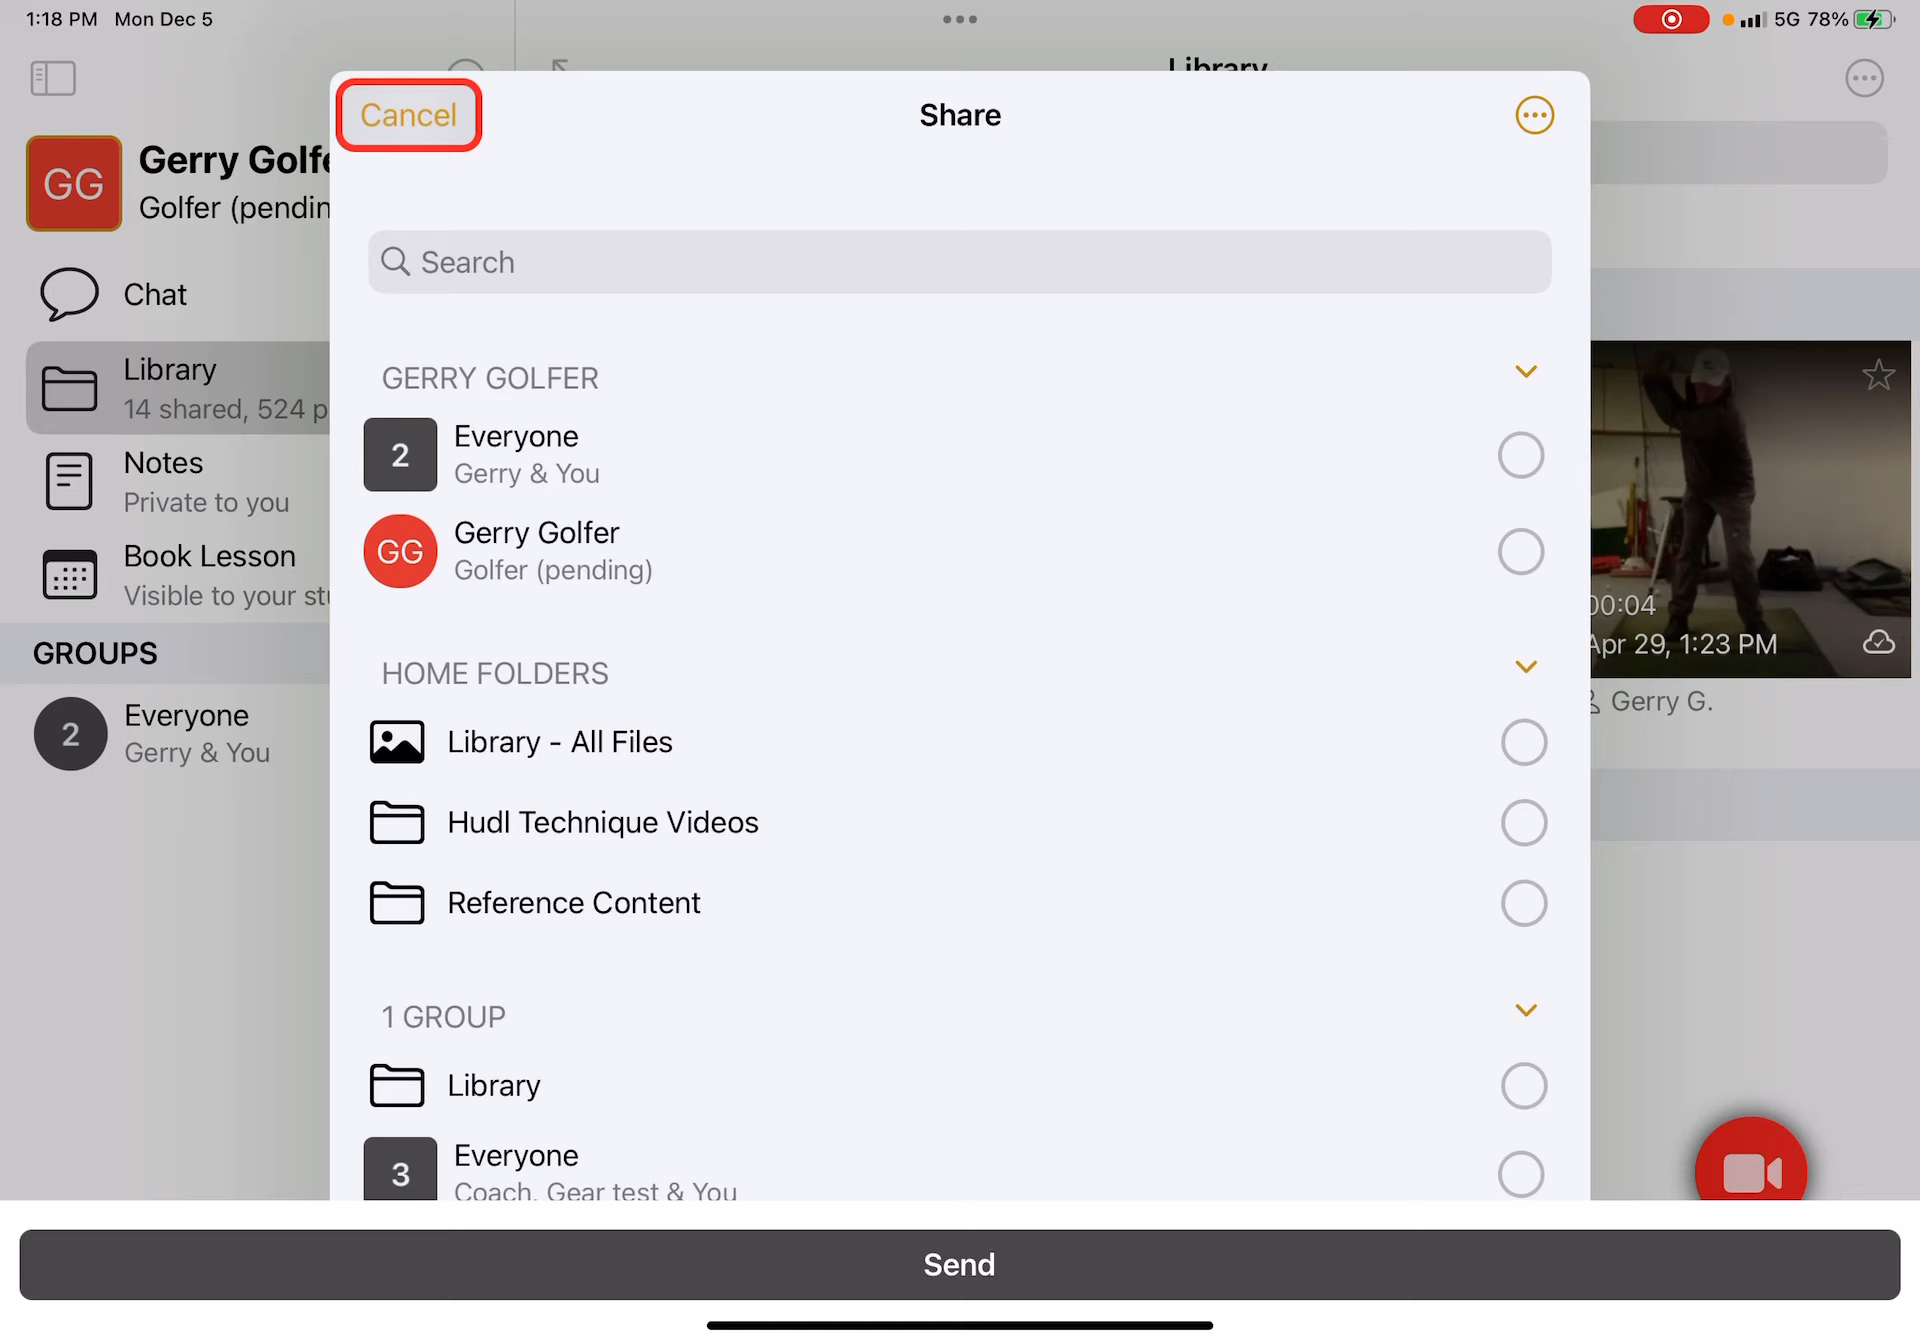 1:18 PM Mon Dec 5
5G 78%
Library
Cancel
Share
GG
Gerry Golfe
Golfer (pendin
Search
Chat
Library
14 shared, 524 p
Notes
Private to you
Book Lesson
Visible to your stu
GROUPS
2
Everyone
Gerry & You
GERRY GOLFER
2
Everyone
Gerry & You
GG
Gerry Golfer
Golfer (pending)
HOME FOLDERS
Library - All Files
Hudl Technique Videos
Reference Content
1 GROUP
Library
3
Everyone
Coach, Gear test & You
00:04
Apr 29, 1:23 PM
Gerry G.
Send